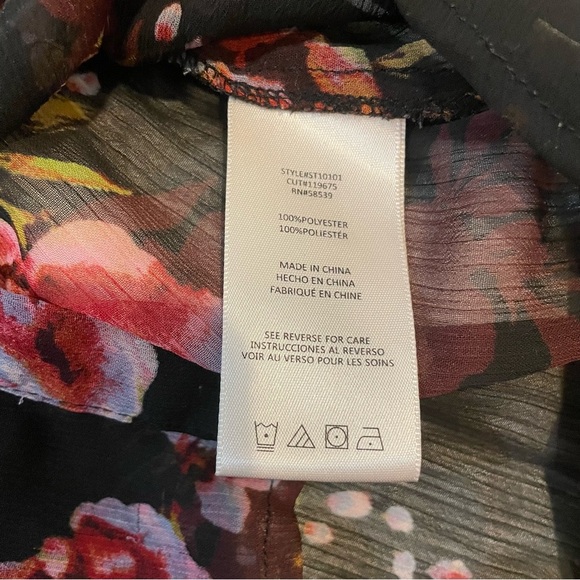 STYLE#ST10101
CUT#119675
RN#58539
100%POLYESTER
100%POLIESTÉR
MADE IN CHINA
HECHO EN CHINA
FABRIQUÉ EN CHINE
SEE REVERSE FOR CARE
INSTRUCCIONES AL REVERSO
VOIR AU VERSO POUR LES SOINS